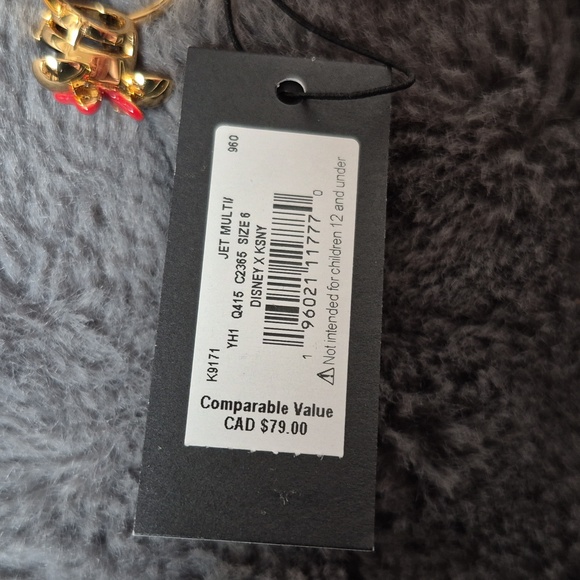 K9171 JET MULTI/ 960
YH1 Q415 C2365 SIZE 6
DISNEY X KSNY
1 96021 11777 0
⚠ Not intended for children 12 and under
Comparable Value
CAD $79.00